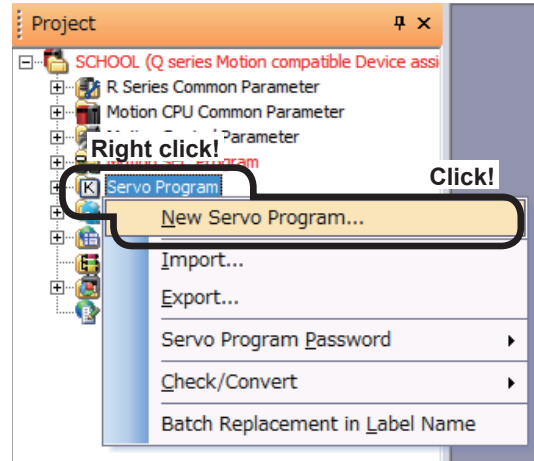 Project
SCHOOL (Q series Motion compatible Device assi
R Series Common Parameter
Motion CPU Common Parameter
Parameter
Right click!
Program
K Servo Program
Click!
New Servo Program...
Import...
Export...
Servo Program Password
Check/Convert
Batch Replacement in Label Name